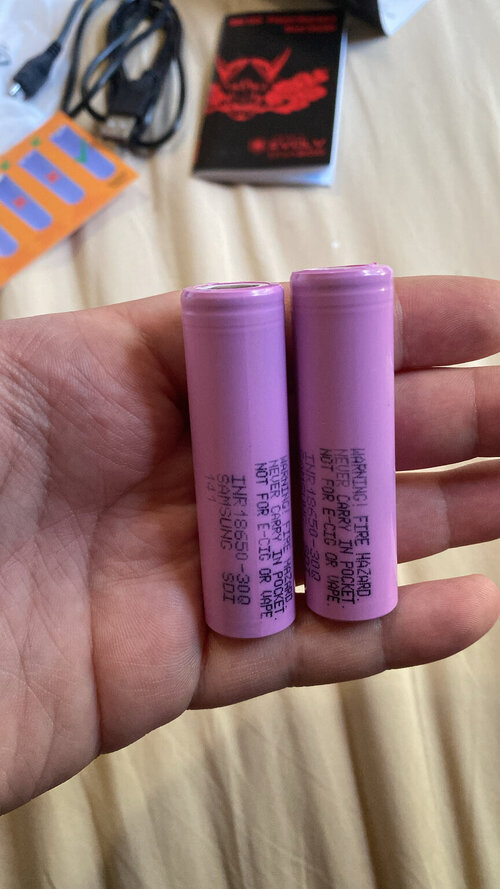 WARNING! FIRE HAZARD.
NEVER CARRY IN POCKET.
NOT FOR E-CIG OR VAPE
INR18650-30Q
SAMSUNG SDI
141
WARNING! FIRE HAZARD
NEVER CARRY IN POCKET.
NOT FOR E-CIG OR VAPE
INR18650-30Q